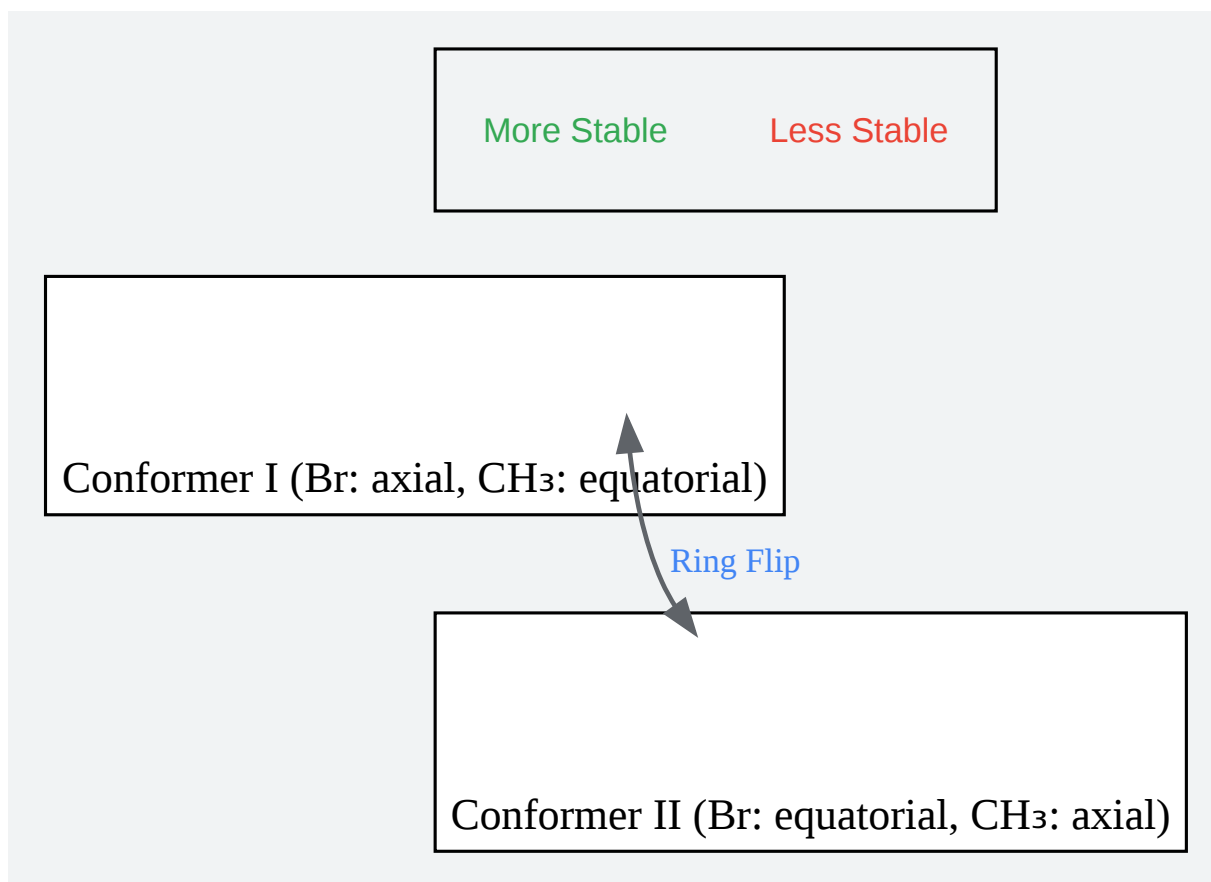 More Stable Less Stable
Conformer I (Br: axial, CH₃: equatorial)
Ring Flip
Conformer II (Br: equatorial, CH₃: axial)